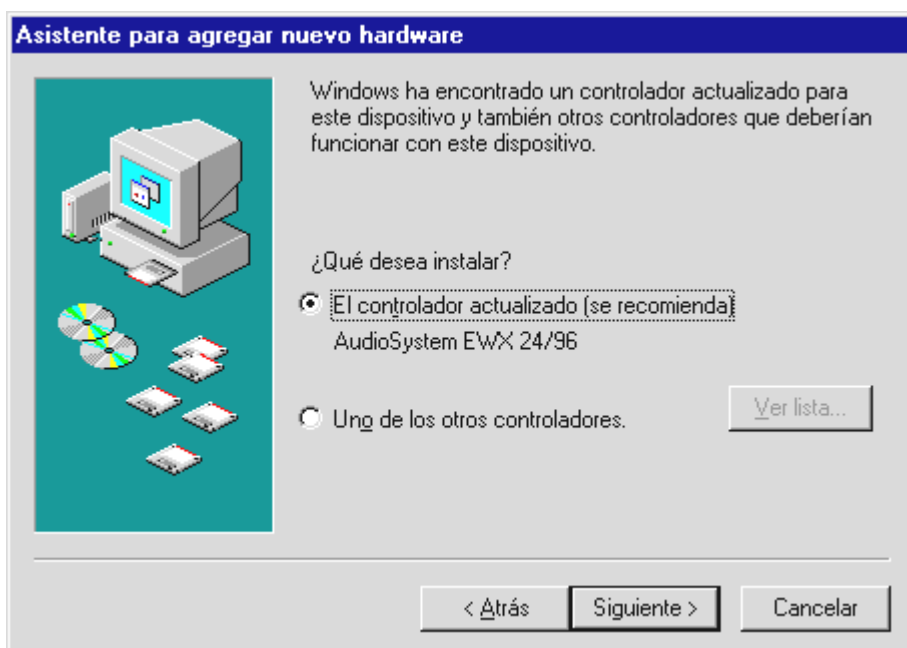 Asistente para agregar nuevo hardware
Windows ha encontrado un controlador actualizado para
este dispositivo y también otros controladores que deberían
funcionar con este dispositivo.
¿Qué desea instalar?
El controlador actualizado (se recomienda)
AudioSystem EWX 24/96
Uno de los otros controladores.
Ver lista...
< Atrás
Siguiente >
Cancelar